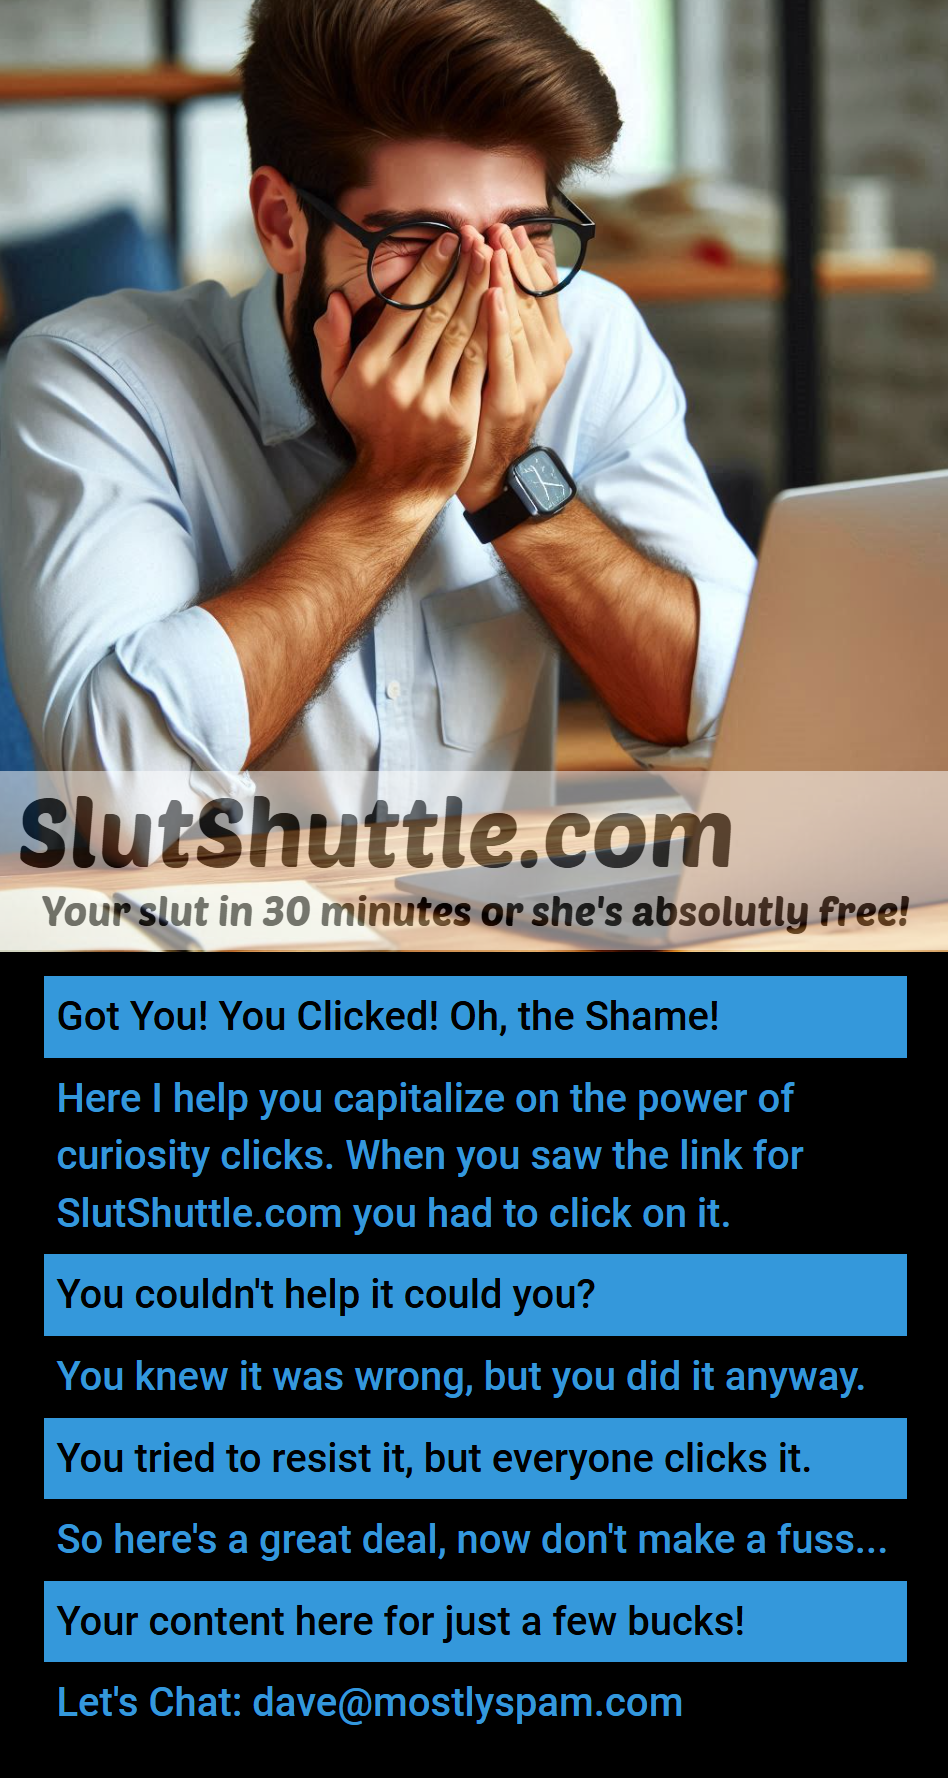 SlutShuttle.com
Your slut in 30 minutes or she's absolutly free!
Got You! You Clicked! Oh, the Shame!
Here I help you capitalize on the power of
curiosity clicks. When you saw the link for
SlutShuttle.com you had to click on it.
You couldn't help it could you?
You knew it was wrong, but you did it anyway.
You tried to resist it, but everyone clicks it.
So here's a great deal, now don't make a fuss...
Your content here for just a few bucks!
Let's Chat: dave@mostlyspam.com